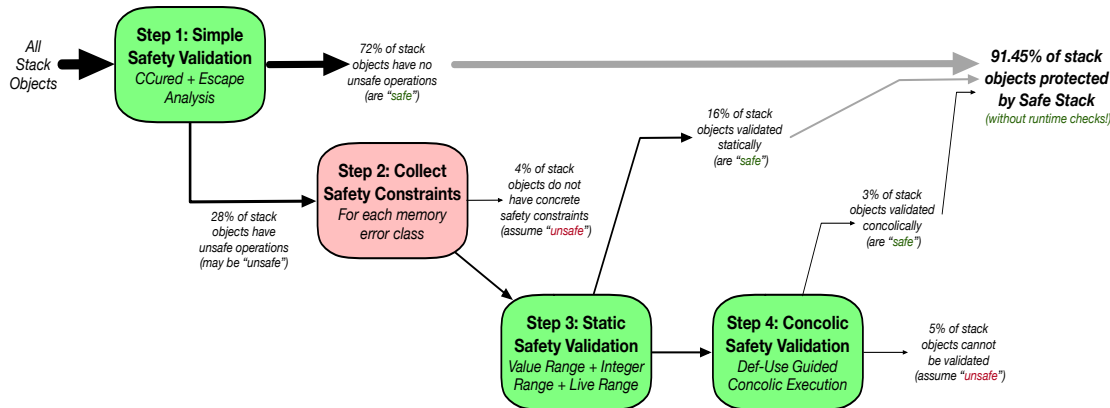 All
Stack
Objects
Step 1: Simple
Safety Validation
CCured + Escape
Analysis
72% of stack
objects have no
unsafe operations
(are “safe”)
91.45% of stack
objects protected
by Safe Stack
(without runtime checks!)
16% of stack
objects validated
statically
(are “safe”)
28% of stack
objects have
unsafe operations
(may be “unsafe”)
Step 2: Collect
Safety Constraints
For each memory
error class
4% of stack
objects do not
have concrete
safety constraints
(assume “unsafe”)
3% of stack
objects validated
concolically
(are “safe”)
Step 3: Static
Safety Validation
Value Range + Integer
Range + Live Range
Step 4: Concolic
Safety Validation
Def-Use Guided
Concolic Execution
5% of stack
objects cannot
be validated
(assume “unsafe”)